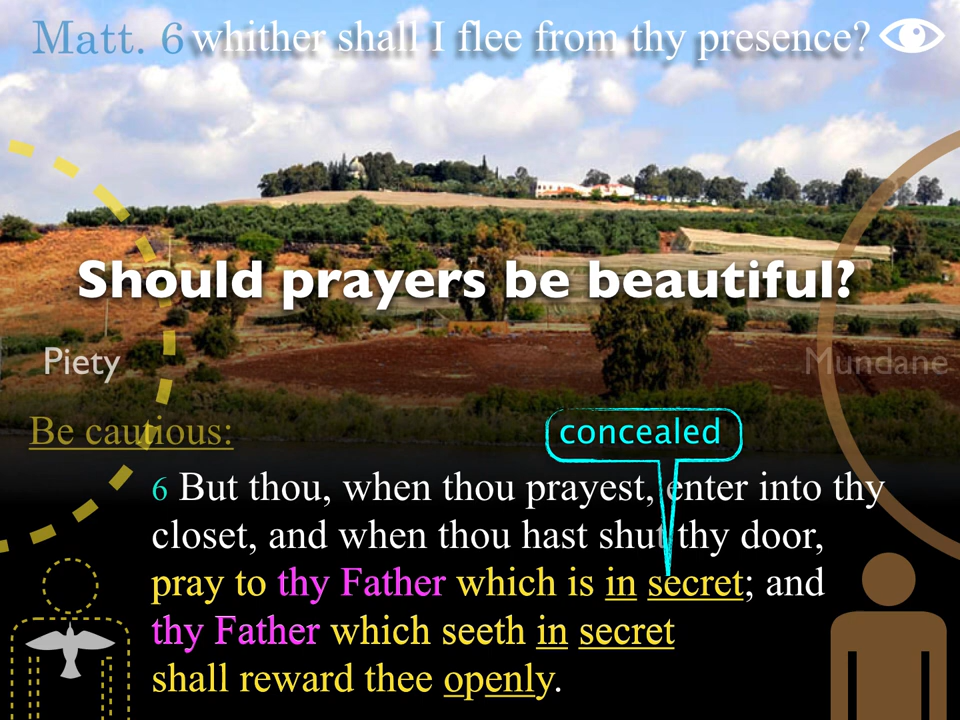 Matt. 6 whither shall I flee from thy presence?
Should prayers be beautiful?
Piety
Mundane
Be cautious:
concealed
6 But thou, when thou prayest, enter into thy
closet, and when thou hast shut thy door,
pray to thy Father which is in secret; and
thy Father which seeth in secret
shall reward thee openly.